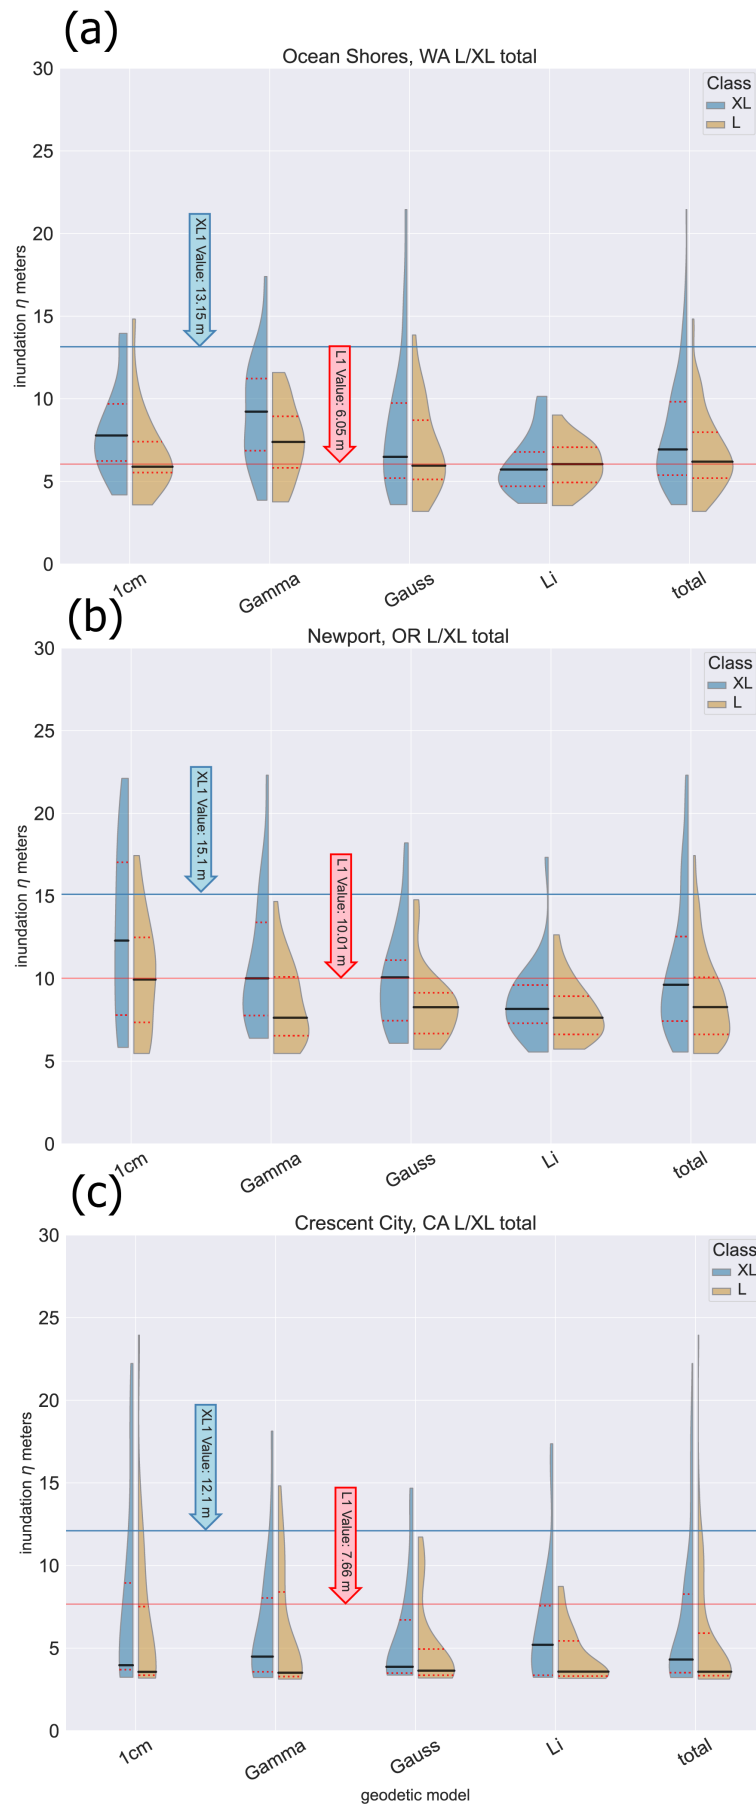 (a)
Ocean Shores, WA L/XL total
30
25
20
15
10
5
0
inundation η meters
Class
XL
L
XL1 Value: 13.15 m
L1 Value: 6.05 m
1cm
Gamma
Gauss
Li
total
(b)
Newport, OR L/XL total
30
25
20
15
10
5
0
inundation η meters
Class
XL
L
XL1 Value: 15.1 m
L1 Value: 10.01 m
1cm
Gamma
Gauss
Li
total
(c)
Crescent City, CA L/XL total
30
25
20
15
10
5
0
inundation η meters
Class
XL
L
XL1 Value: 12.1 m
L1 Value: 7.66 m
1cm
Gamma
Gauss
Li
total
geodetic model